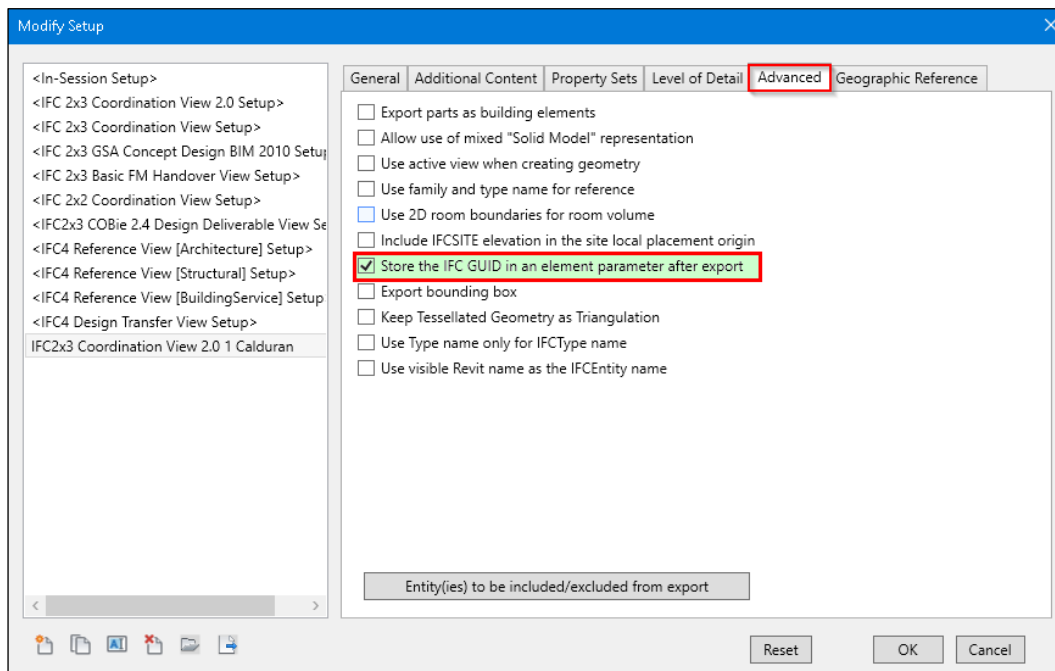 Modify Setup
<In-Session Setup>
<IFC 2x3 Coordination View 2.0 Setup>
<IFC 2x3 Coordination View Setup>
<IFC 2x3 GSA Concept Design BIM 2010 Setup
<IFC 2x3 Basic FM Handover View Setup>
<IFC 2x2 Coordination View Setup>
<IFC2x3 COBie 2.4 Design Deliverable View Se
<IFC4 Reference View [Architecture] Setup>
<IFC4 Reference View [Structural] Setup>
<IFC4 Reference View [BuildingService] Setup
<IFC4 Design Transfer View Setup>
IFC2x3 Coordination View 2.0 1 Calduran
General Additional Content Property Sets Level of Detail Advanced Geographic Reference
Export parts as building elements
Allow use of mixed "Solid Model" representation
Use active view when creating geometry
Use family and type name for reference
Use 2D room boundaries for room volume
Include IFCSITE elevation in the site local placement origin
Store the IFC GUID in an element parameter after export
Export bounding box
Keep Tessellated Geometry as Triangulation
Use Type name only for IFCType name
Use visible Revit name as the IFCEntity name
Entity(ies) to be included/excluded from export
AI
Reset OK Cancel